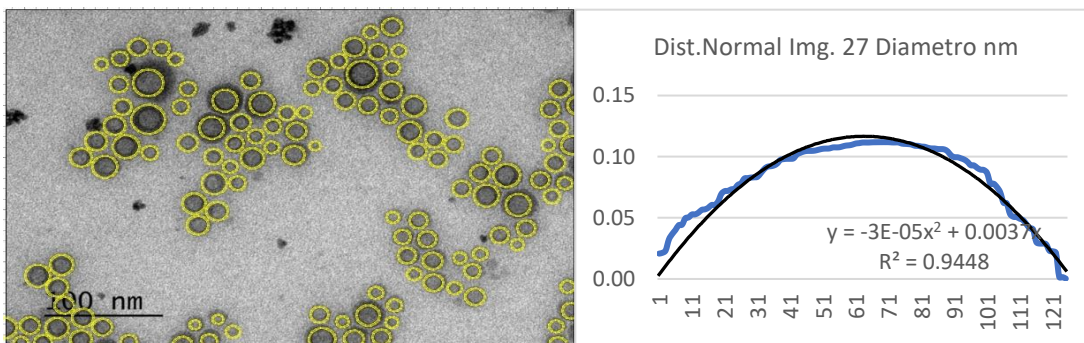 100 nm
Dist.Normal Img. 27 Diametro nm
0.15
0.10
0.05
0.00
y = -3E-05x² + 0.0037x
R² = 0.9448
1 11 21 31 41 51 61 71 81 91 101 111 121